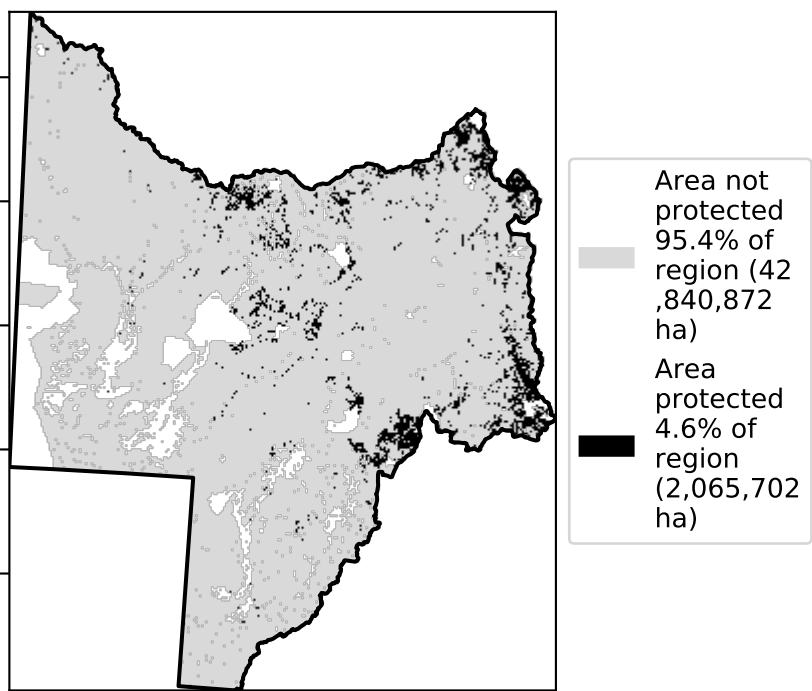 Area not
protected
95.4% of
region (42
,840,872
ha)
Area
protected
4.6% of
region
(2,065,702
ha)